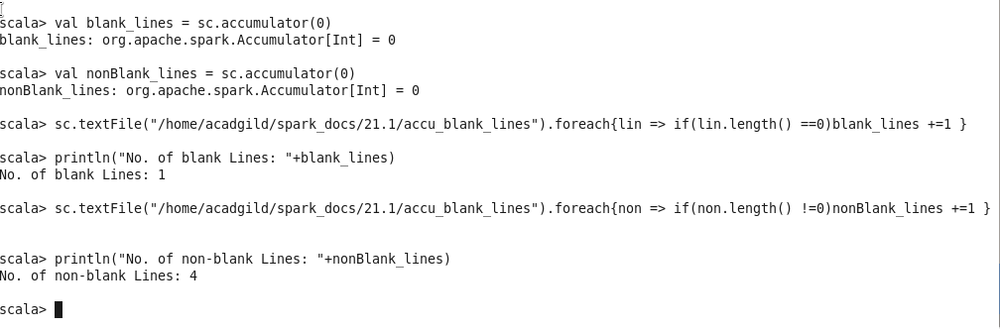 scala> val blank_lines = sc.accumulator(0)
blank_lines: org.apache.spark.Accumulator[Int] = 0
scala> val nonBlank_lines = sc.accumulator(0)
nonBlank_lines: org.apache.spark.Accumulator[Int] = 0
scala> sc.textFile("/home/acadgild/spark_docs/21.1/accu_blank_lines").foreach{lin => if(lin.length() ==0)blank_lines +=1 }
scala> println("No. of blank Lines: "+blank_lines)
No. of blank Lines: 1
scala> sc.textFile("/home/acadgild/spark_docs/21.1/accu_blank_lines").foreach{non => if(non.length() !=0)nonBlank_lines +=1 }
scala> println("No. of non-blank Lines: "+nonBlank_lines)
No. of non-blank Lines: 4
scala>